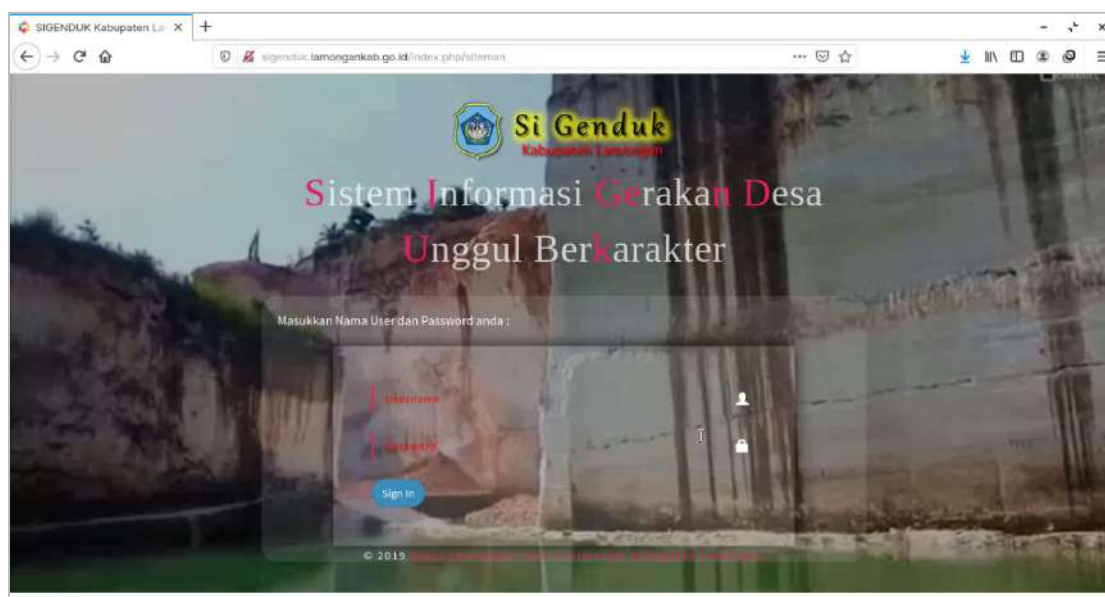 SIGENDUK Kabupaten La
sigenduk.lamongankab.go.id/index.php/siteman
Si Genduk
Kabupaten Lamongan
Sistem Informasi Gerakan Desa
Unggul Berkarakter
Masukkan Nama User dan Password anda :
Username
Password
Sign In
© 2019